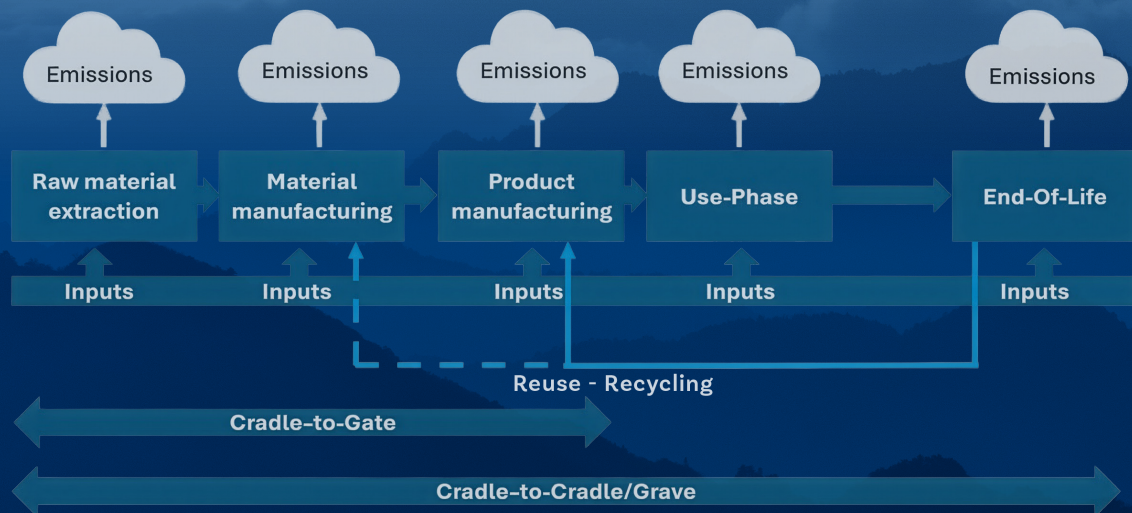 Emissions
Emissions
Emissions
Emissions
Emissions
Raw material
extraction
Material
manufacturing
Product
manufacturing
Use-Phase
End-Of-Life
Inputs
Inputs
Inputs
Inputs
Inputs
Reuse - Recycling
Cradle-to-Gate
Cradle-to-Cradle/Grave